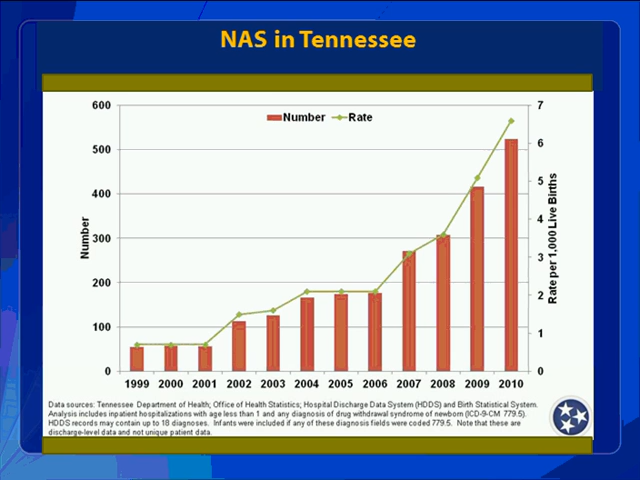 NAS in Tennessee
600
500
400
300
200
100
0
Number
Number
Rate
7
6
5
4
3
2
1
0
Rate per 1,000 Live Births
1999 2000 2001 2002 2003 2004 2005 2006 2007 2008 2009 2010
Data sources: Tennessee Department of Health; Office of Health Statistics; Hospital Discharge Data System (HDDS) and Birth Statistical System.
Analysis includes inpatient hospitalizations with age less than 1 and any diagnosis of drug withdrawal syndrome of newborn (ICD-9-CM 779.5).
HDDS records may contain up to 18 diagnoses. Infants were included if any of these diagnosis fields were coded 779.5. Note that these are
discharge-level data and not unique patient data.